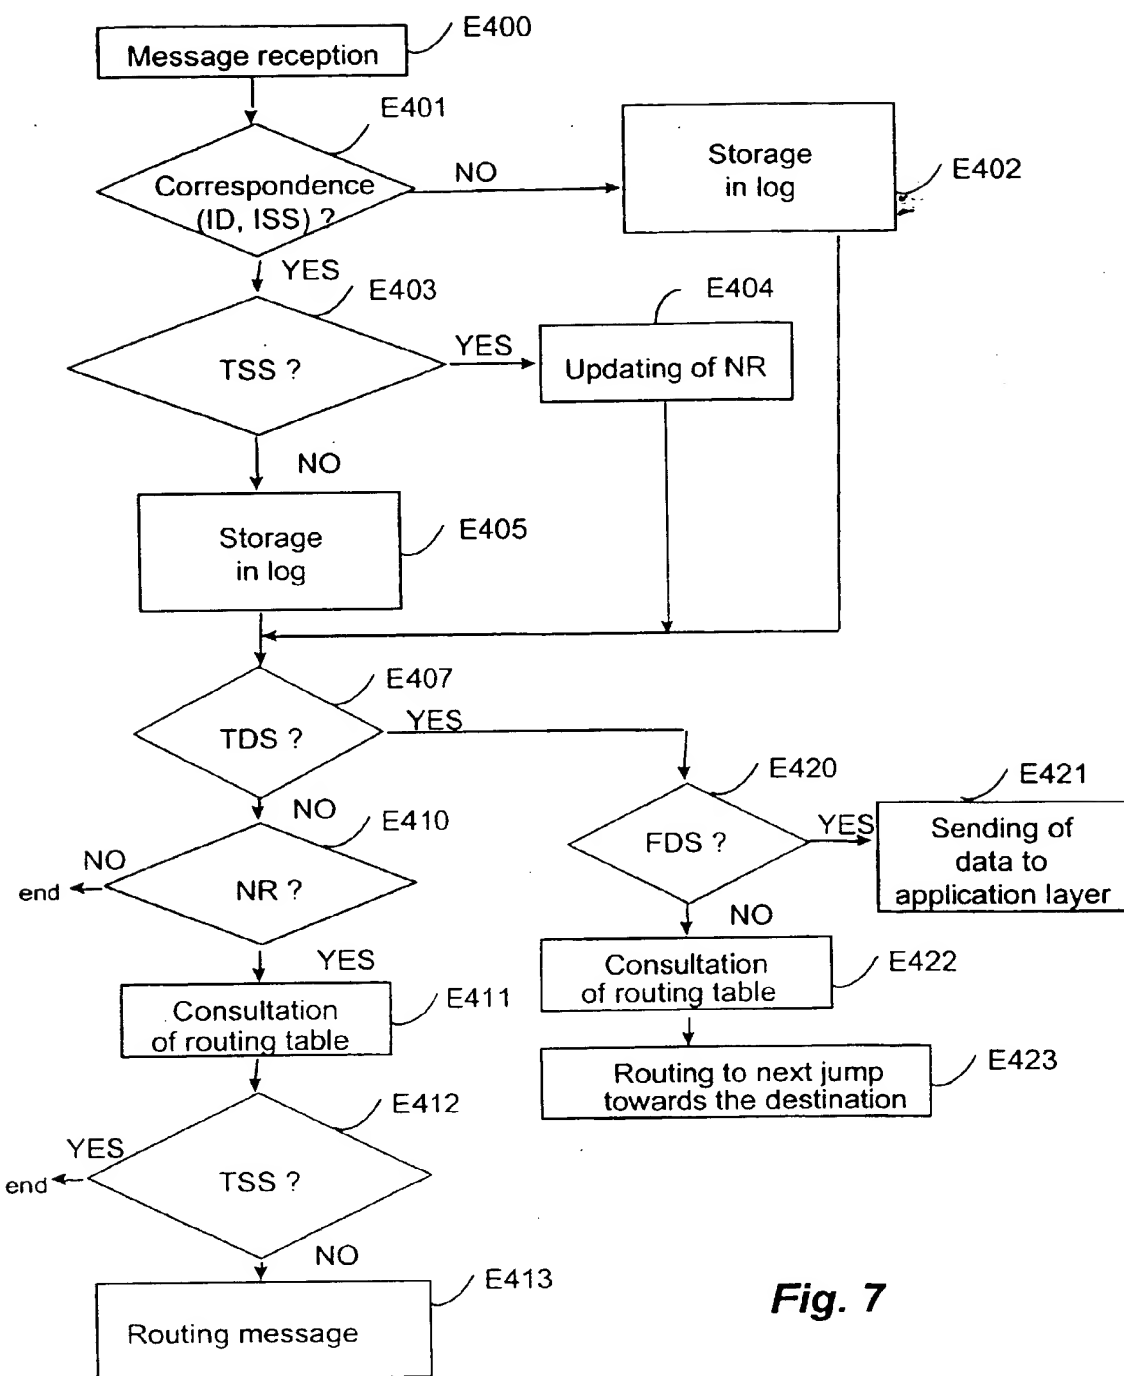 E400
Message reception
E401
Correspondence
(ID, ISS) ?
NO
Storage
in log
E402
YES
E403
TSS ?
YES
E404
Updating of NR
NO
Storage
in log
E405
E407
TDS ?
YES
NO
E410
NO
end
NR ?
E420
FDS ?
YES
E421
Sending of
data to
application layer
NO
YES
Consultation
of routing table
E411
Consultation
of routing table
E422
Routing to next jump
towards the destination
E423
E412
YES
end
TSS ?
NO
E413
Routing message
Fig. 7